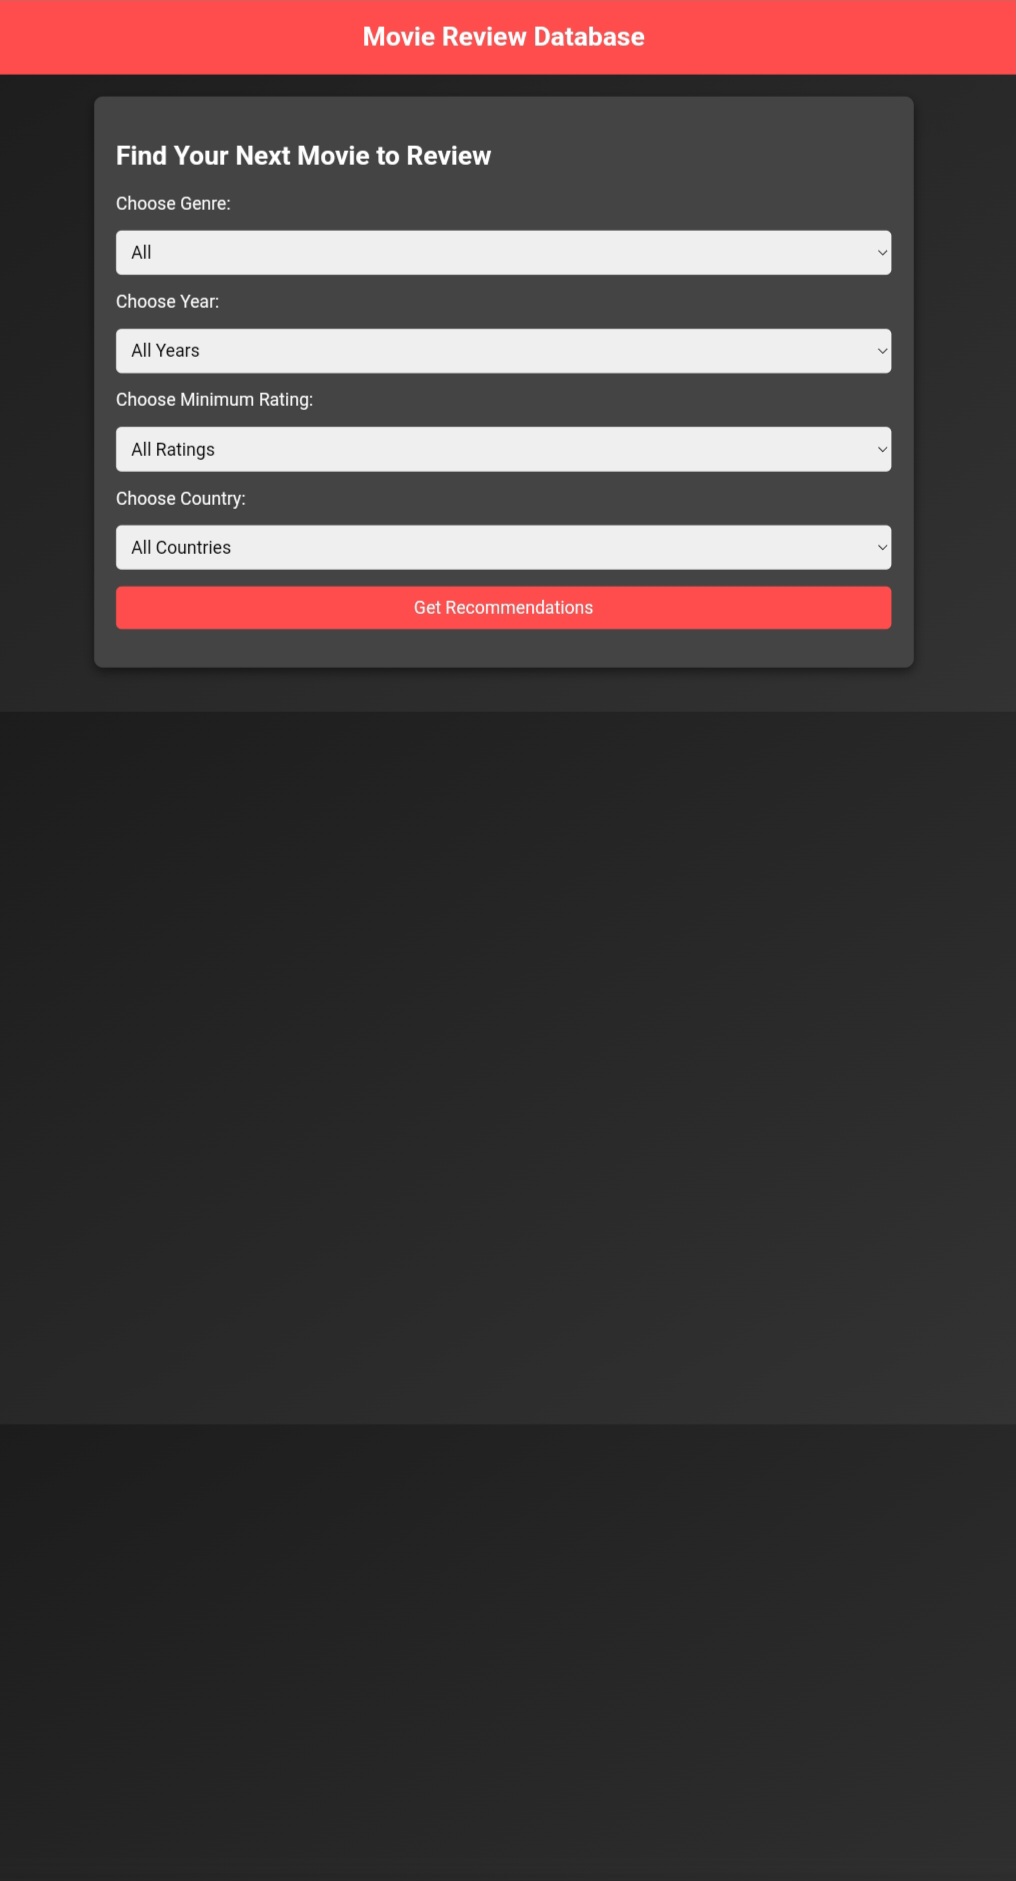 Movie Review Database
Find Your Next Movie to Review
Choose Genre:
All
Choose Year:
All Years
Choose Minimum Rating:
All Ratings
Choose Country:
All Countries
Get Recommendations